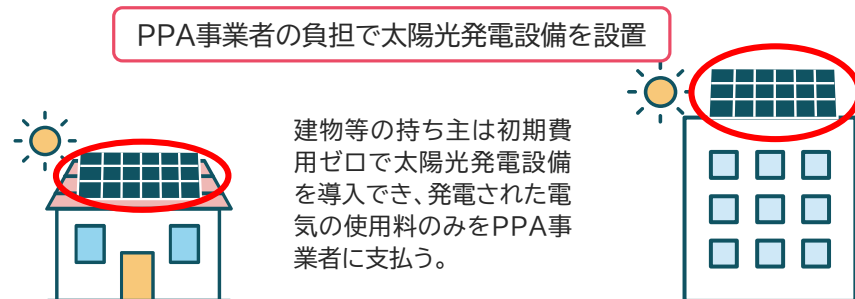 PPA事業者の負担で太陽光発電設備を設置
建物等の持ち主は初期費
用ゼロで太陽光発電設備
を導入でき、発電された電
気の使用料のみをPPA事
業者に支払う。